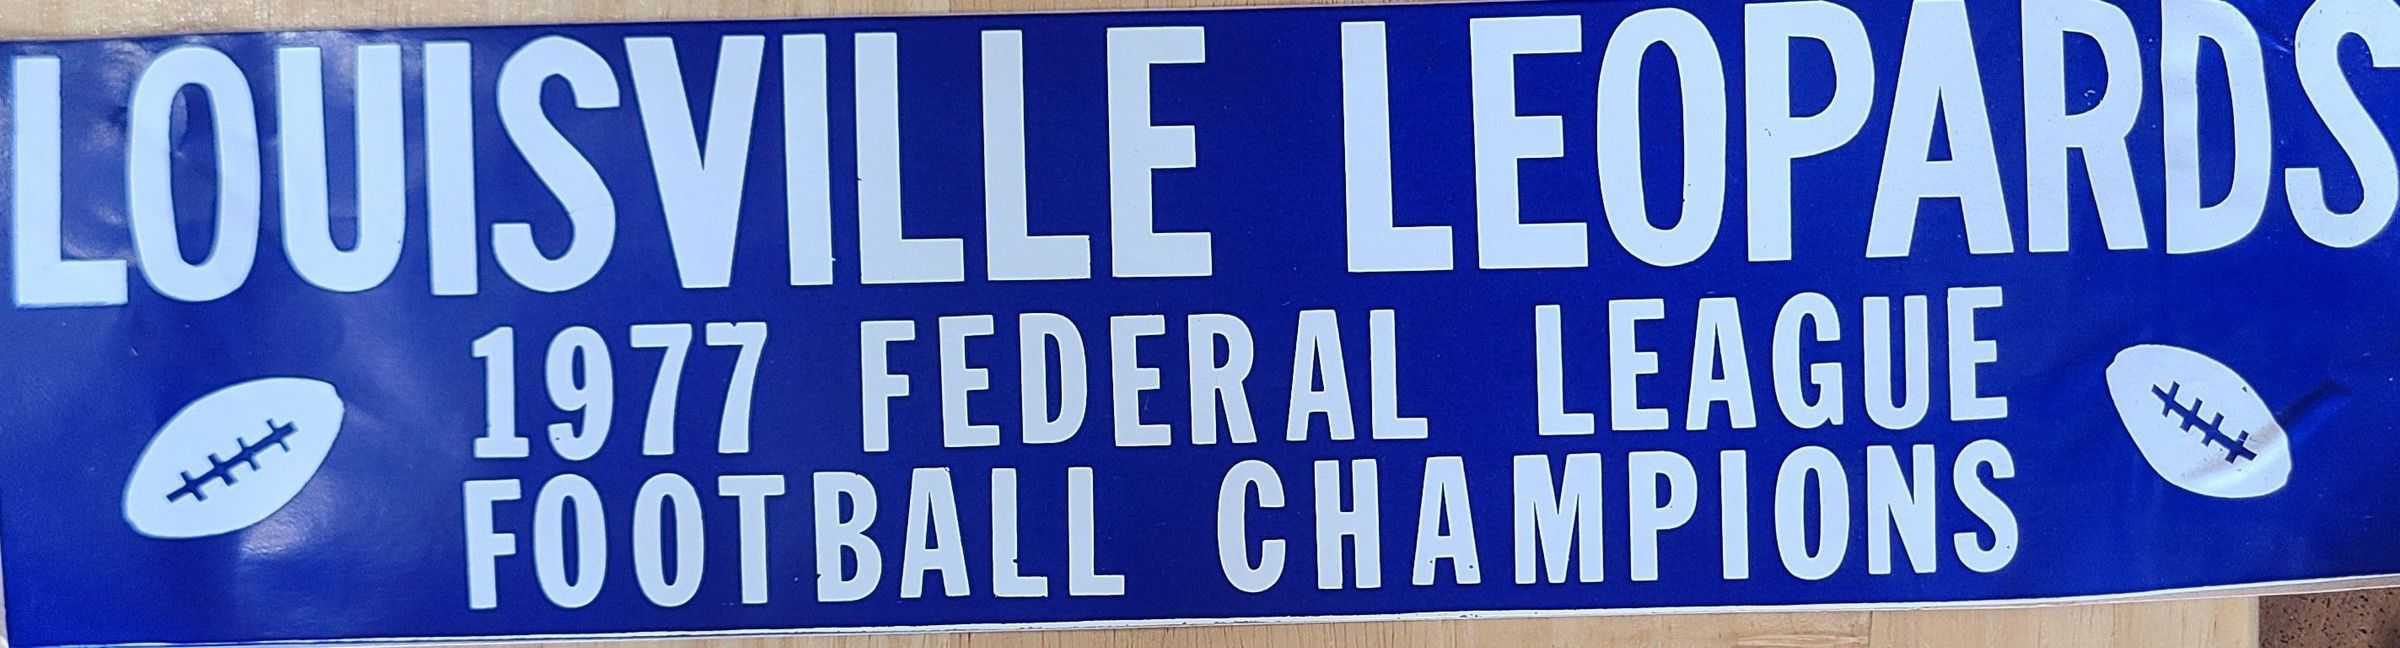 LOUISVILLE LEOPARDS
1977 FEDERAL LEAGUE
FOOTBALL CHAMPIONS